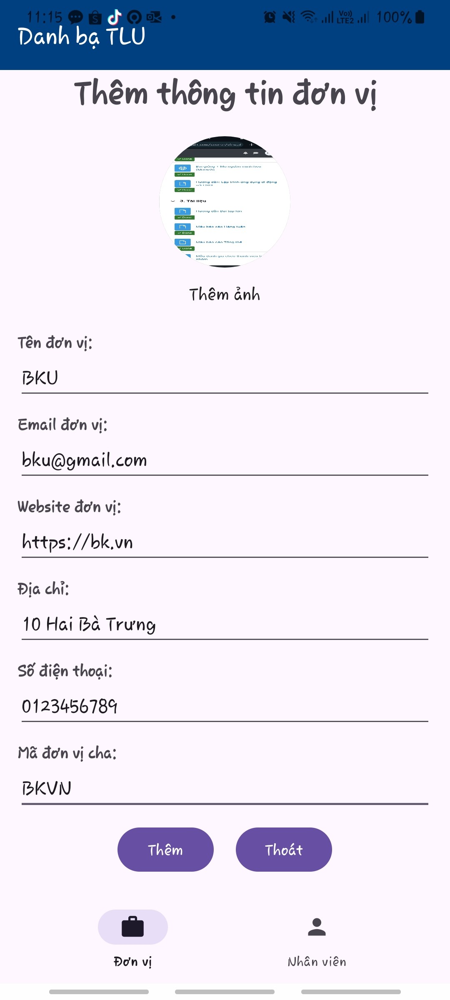 11:15
Vo)) LTE2
100%
Danh bạ TLU
Thêm thông tin đơn vị
Done
Bài giảng + Mã nguồn minh họa
(Murach)
Done
Hướng dẫn: Lập trình ứng dụng di động
Done
3. Tài liệu
Hướng dẫn Bài tập lớn
Done
Mẫu báo cáo Hàng tuần
Done
Mẫu báo cáo Tổng thể
Done
Mẫu đánh giá chéo thành viên
nhóm
Thêm ảnh
Tên đơn vị:
BKU
Email đơn vị:
bku@gmail.com
Website đơn vị:
https://bk.vn
Địa chỉ:
10 Hai Bà Trưng
Số điện thoại:
0123456789
Mã đơn vị cha:
BKVN
Thêm Thoát
Đơn vị Nhân viên